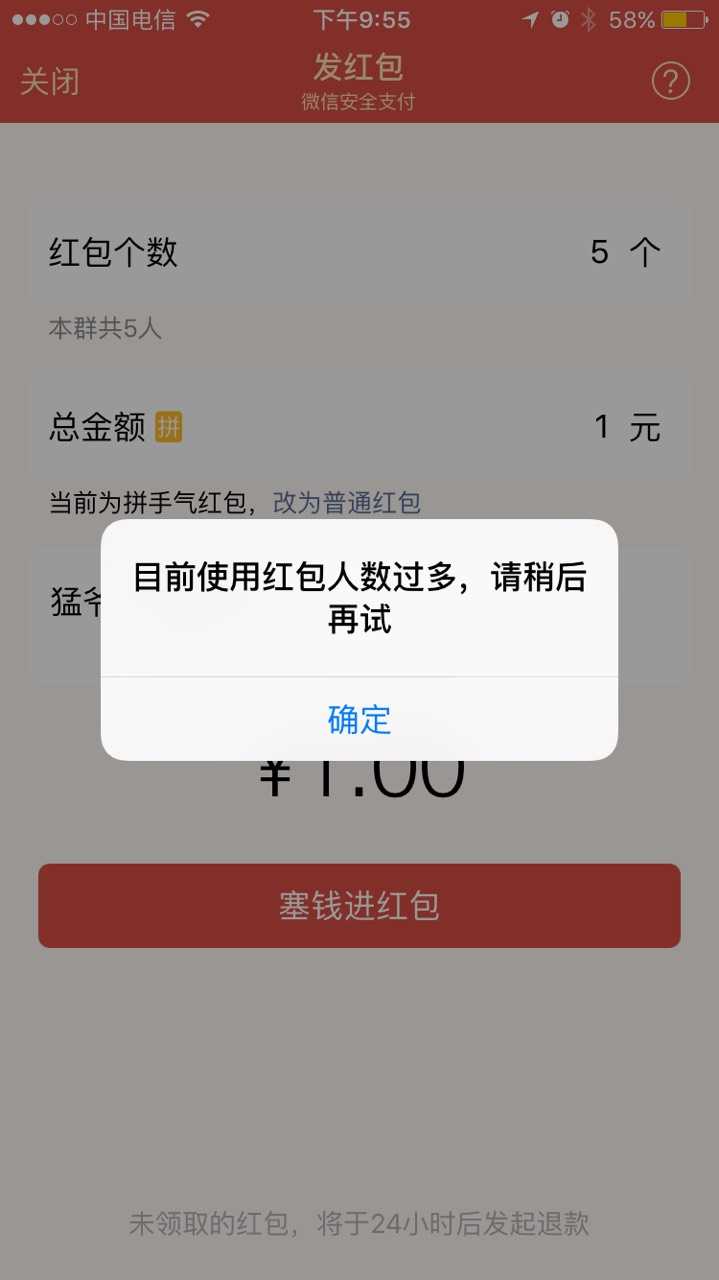 中国电信 下午9:55 58%
关闭 发红包
微信安全支付
红包个数 5 个
本群共5人
总金额 拼 1 元
当前为拼手气红包，改为普通红包
猛爷
目前使用红包人数过多，请稍后
再试
确定
¥1.00
塞钱进红包
未领取的红包，将于24小时后发起退款